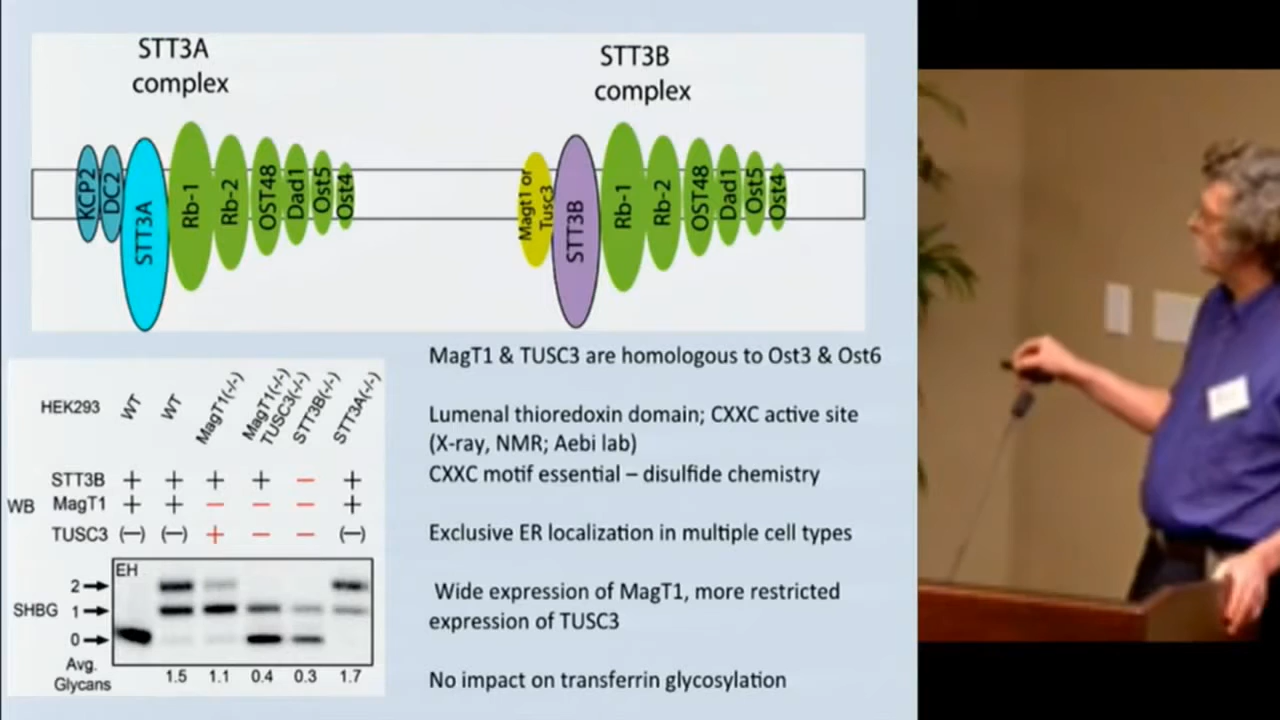 STT3A
complex
STT3B
complex
KCP2
DC2
STT3A
Rb-1
Rb-2
OST48
Dad1
Ost5
Ost4
Magt1 or
Tusc3
STT3B
Rb-1
Rb-2
OST48
Dad1
Ost5
Ost4
MagT1 & TUSC3 are homologous to Ost3 & Ost6
Lumenal thioredoxin domain; CXXC active site
(X-ray, NMR; Aebi lab)
CXXC motif essential – disulfide chemistry
Exclusive ER localization in multiple cell types
Wide expression of MagT1, more restricted
expression of TUSC3
No impact on transferrin glycosylation
HEK293 WT WT MagT1(-/-) MagT1(-/-) TUSC3(-/-) STT3B(-/-) STT3A(-/-)
STT3B + + + + – +
WB MagT1 + + – – – +
TUSC3 (–) (–) + – – (–)
EH
2
SHBG 1
0
Avg.
Glycans 1.5 1.1 0.4 0.3 1.7